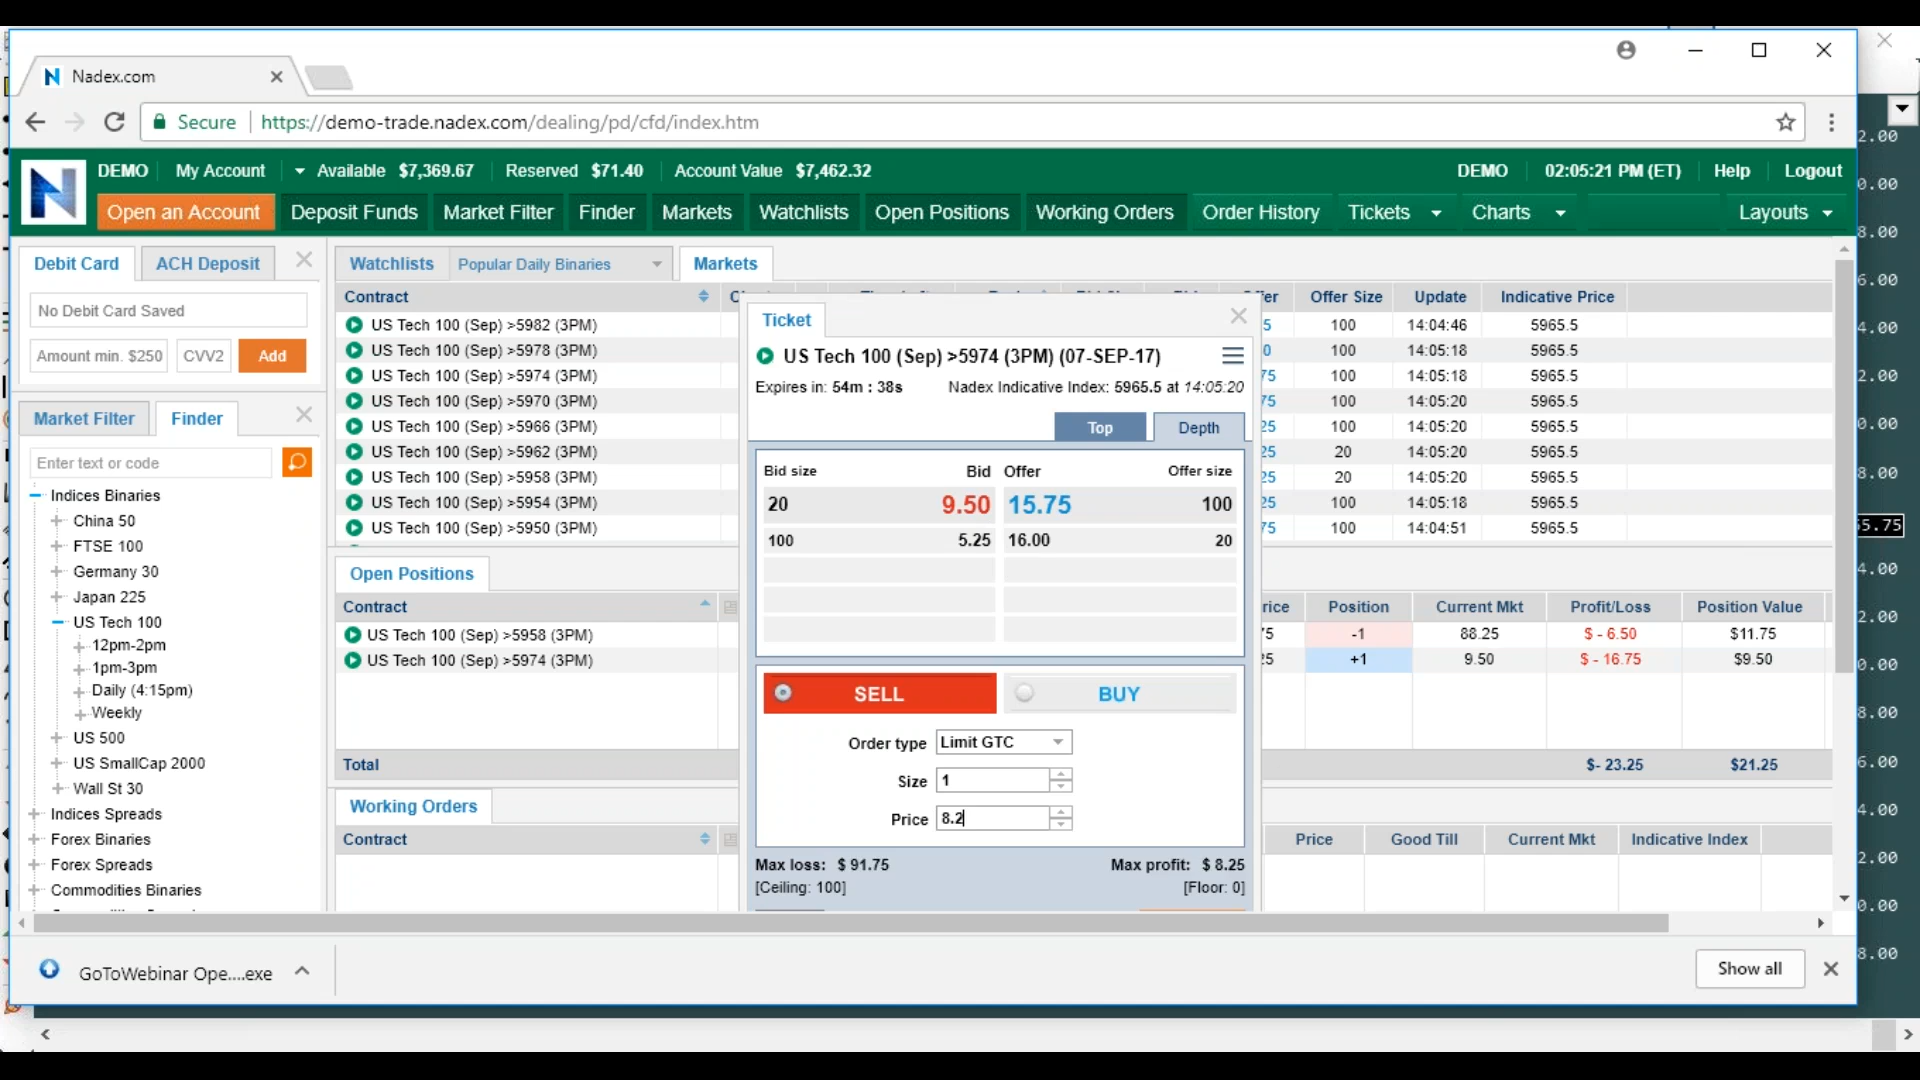 Nadex.com
Secure https://demo-trade.nadex.com/dealing/pd/cfd/index.htm
DEMO My Account Available $7,369.67 Reserved $71.40 Account Value $7,462.32 DEMO 02:05:21 PM (ET) Help Logout
Open an Account Deposit Funds Market Filter Finder Markets Watchlists Open Positions Working Orders Order History Tickets Charts Layouts
Debit Card ACH Deposit
No Debit Card Saved
Amount min. $250 CVV2 Add
Market Filter Finder
Enter text or code
Indices Binaries
China 50
FTSE 100
Germany 30
Japan 225
US Tech 100
12pm-2pm
1pm-3pm
Daily (4:15pm)
Weekly
US 500
US SmallCap 2000
Wall St 30
Indices Spreads
Forex Binaries
Forex Spreads
Commodities Binaries
Watchlists Popular Daily Binaries Markets
Contract Offer Size Update Indicative Price
US Tech 100 (Sep) >5982 (3PM) 100 14:04:46 5965.5
US Tech 100 (Sep) >5978 (3PM) 100 14:05:18 5965.5
US Tech 100 (Sep) >5974 (3PM) 100 14:05:18 5965.5
US Tech 100 (Sep) >5970 (3PM) 100 14:05:20 5965.5
US Tech 100 (Sep) >5966 (3PM) 100 14:05:20 5965.5
US Tech 100 (Sep) >5962 (3PM) 20 14:05:20 5965.5
US Tech 100 (Sep) >5958 (3PM) 20 14:05:20 5965.5
US Tech 100 (Sep) >5954 (3PM) 100 14:05:18 5965.5
US Tech 100 (Sep) >5950 (3PM) 100 14:04:51 5965.5
Open Positions
Contract Position Current Mkt Profit/Loss Position Value
US Tech 100 (Sep) >5958 (3PM) -1 88.25 $ - 6.50 $11.75
US Tech 100 (Sep) >5974 (3PM) +1 9.50 $ - 16.75 $9.50
Total $- 23.25 $21.25
Working Orders
Contract Price Good Till Current Mkt Indicative Index
Ticket
US Tech 100 (Sep) >5974 (3PM) (07-SEP-17)
Expires in: 54m : 38s Nadex Indicative Index: 5965.5 at 14:05:20
Top Depth
Bid size Bid Offer Offer size
20 9.50 15.75 100
100 5.25 16.00 20
SELL BUY
Order type Limit GTC
Size 1
Price 8.2
Max loss: $ 91.75 Max profit: $ 8.25
[Ceiling: 100] [Floor: 0]
GoToWebinar Ope....exe Show all